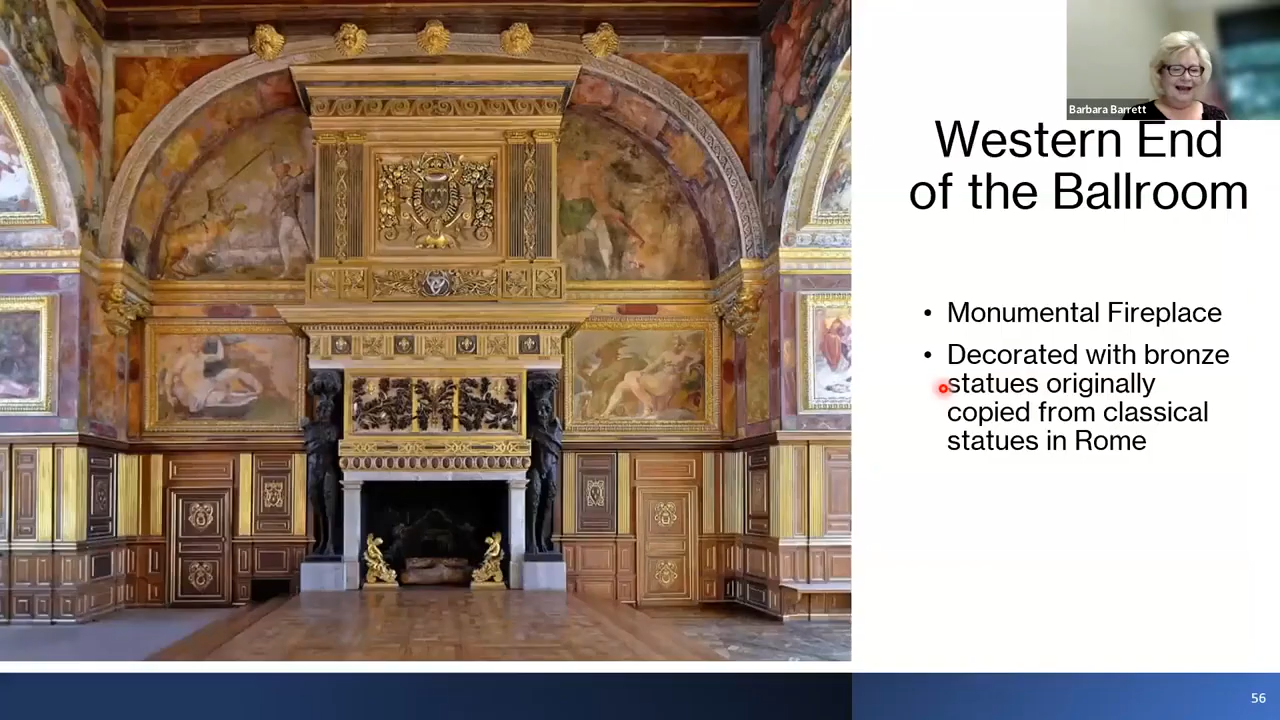 Barbara Barrett
Western End
of the Ballroom
• Monumental Fireplace
• Decorated with bronze
statues originally
copied from classical
statues in Rome
56